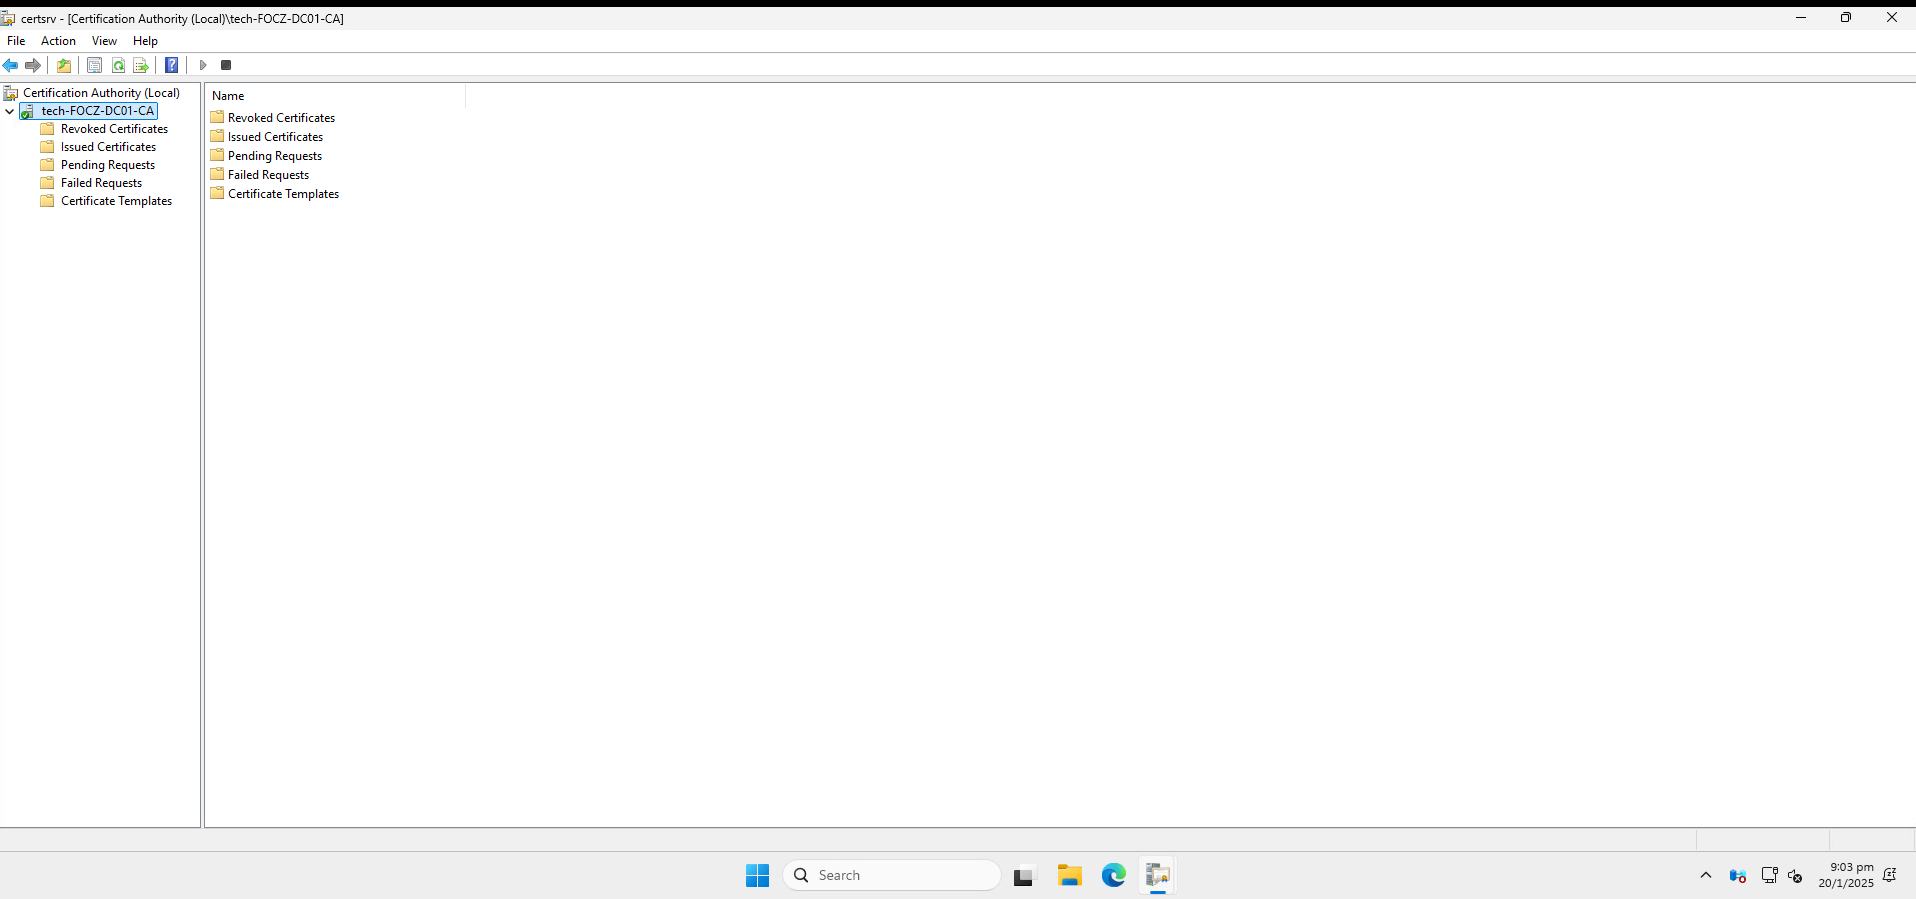 certsrv - [Certification Authority (Local)\tech-FOCZ-DC01-CA]
File Action View Help
Certification Authority (Local)
tech-FOCZ-DC01-CA
Revoked Certificates
Issued Certificates
Pending Requests
Failed Requests
Certificate Templates
Name
Revoked Certificates
Issued Certificates
Pending Requests
Failed Requests
Certificate Templates
Search
9:03 pm
20/1/2025